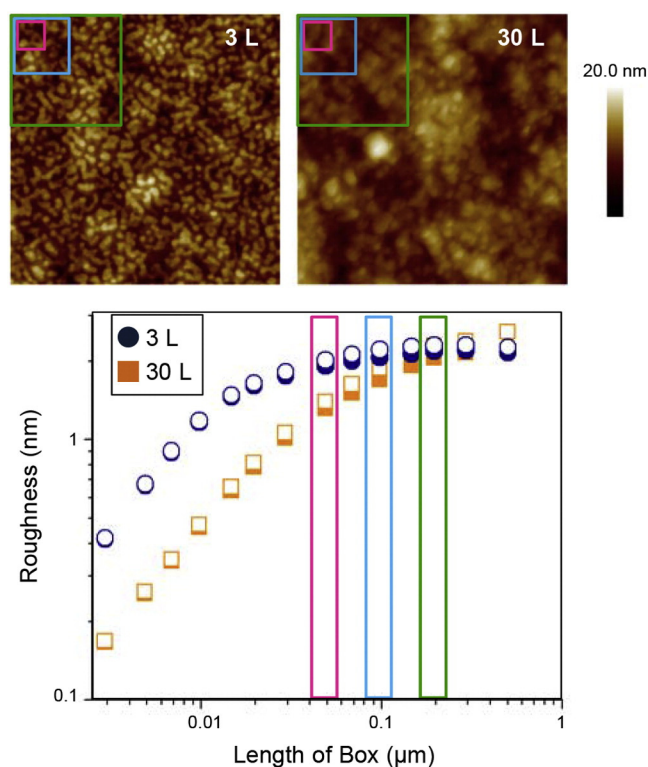 3 L
30 L
20.0 nm
3 L
30 L
Roughness (nm)
1
0.1
0.01
0.1
1
Length of Box (µm)